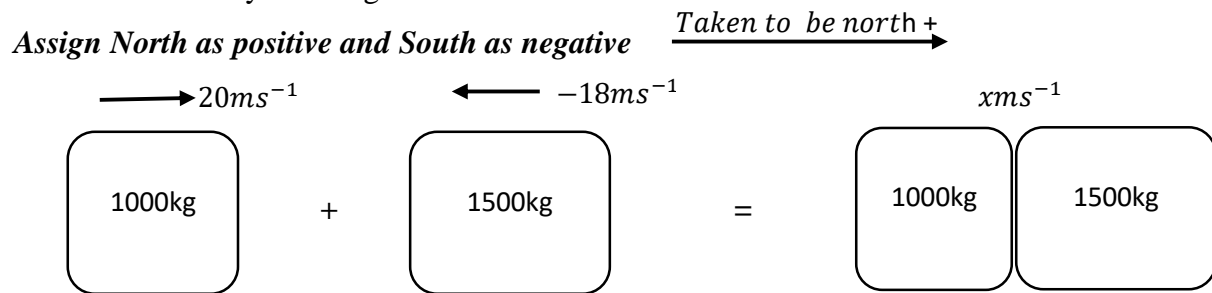 Assign North as positive and South as negative Taken to be north +
20ms⁻¹ −18ms⁻¹ xms⁻¹
1000kg + 1500kg = 1000kg 1500kg